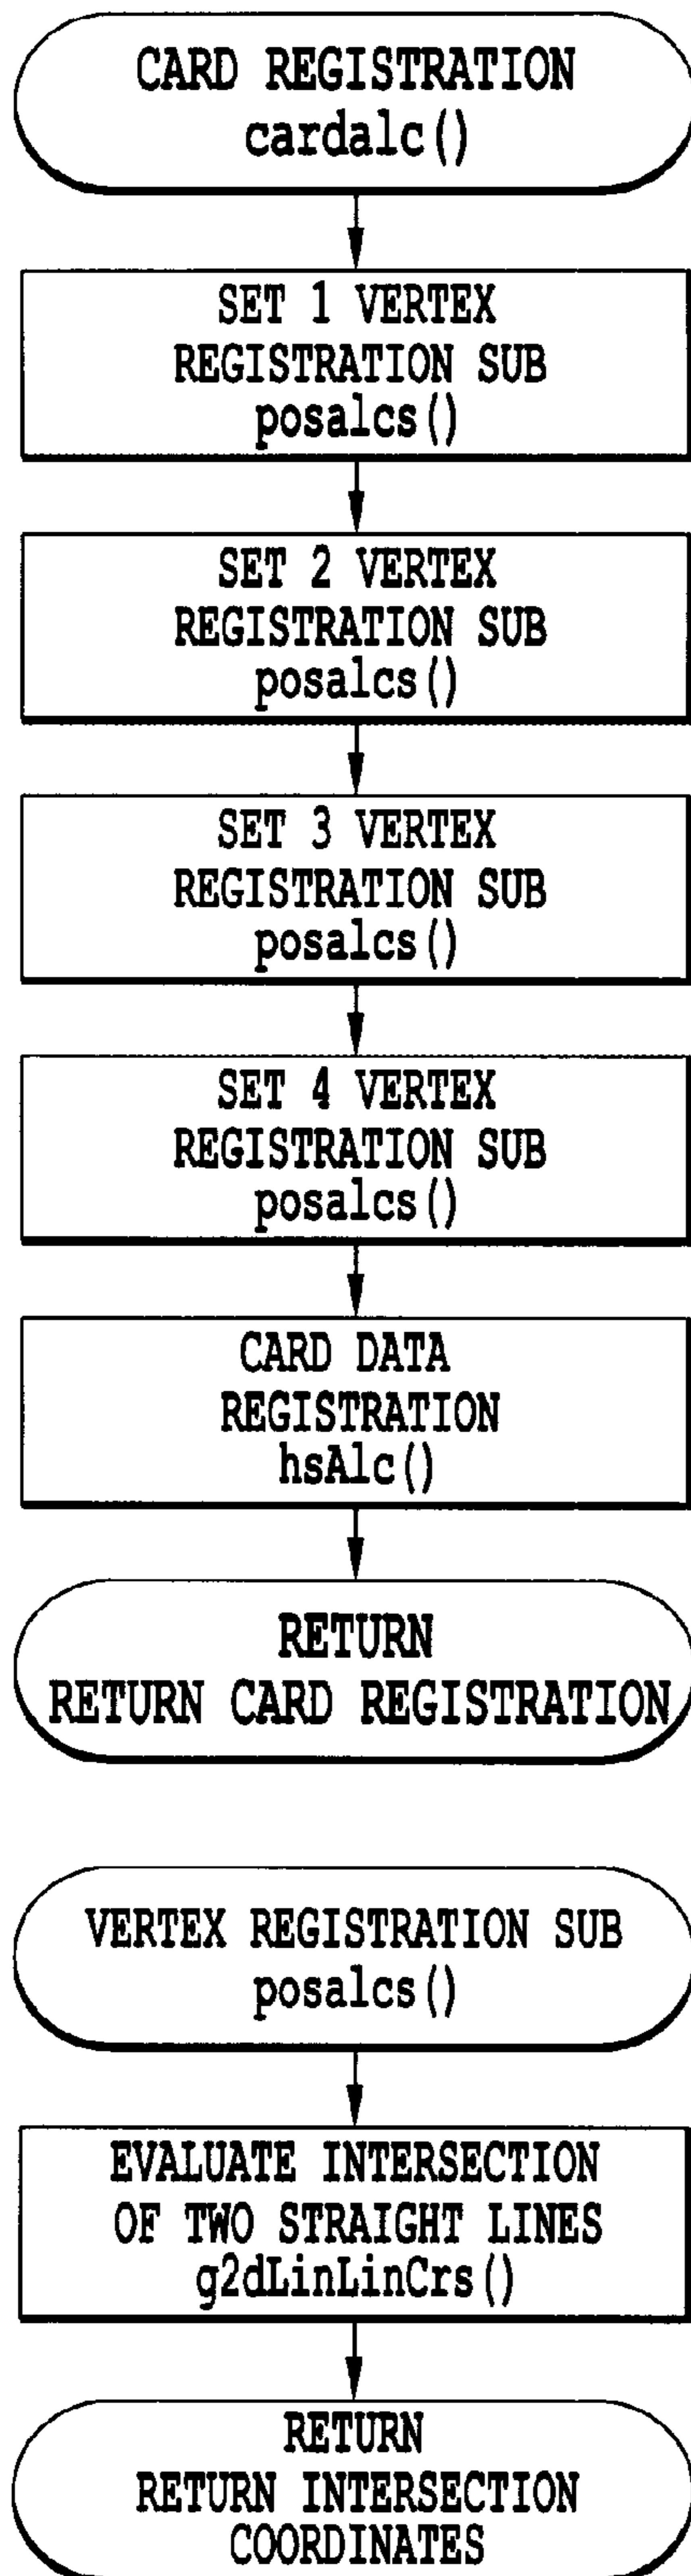 CARD REGISTRATION
cardalc()
SET 1 VERTEX
REGISTRATION SUB
posalcs()
SET 2 VERTEX
REGISTRATION SUB
posalcs()
SET 3 VERTEX
REGISTRATION SUB
posalcs()
SET 4 VERTEX
REGISTRATION SUB
posalcs()
CARD DATA
REGISTRATION
hsAlc()
RETURN
RETURN CARD REGISTRATION
VERTEX REGISTRATION SUB
posalcs()
EVALUATE INTERSECTION
OF TWO STRAIGHT LINES
g2dLinLinCrs()
RETURN
RETURN INTERSECTION
COORDINATES